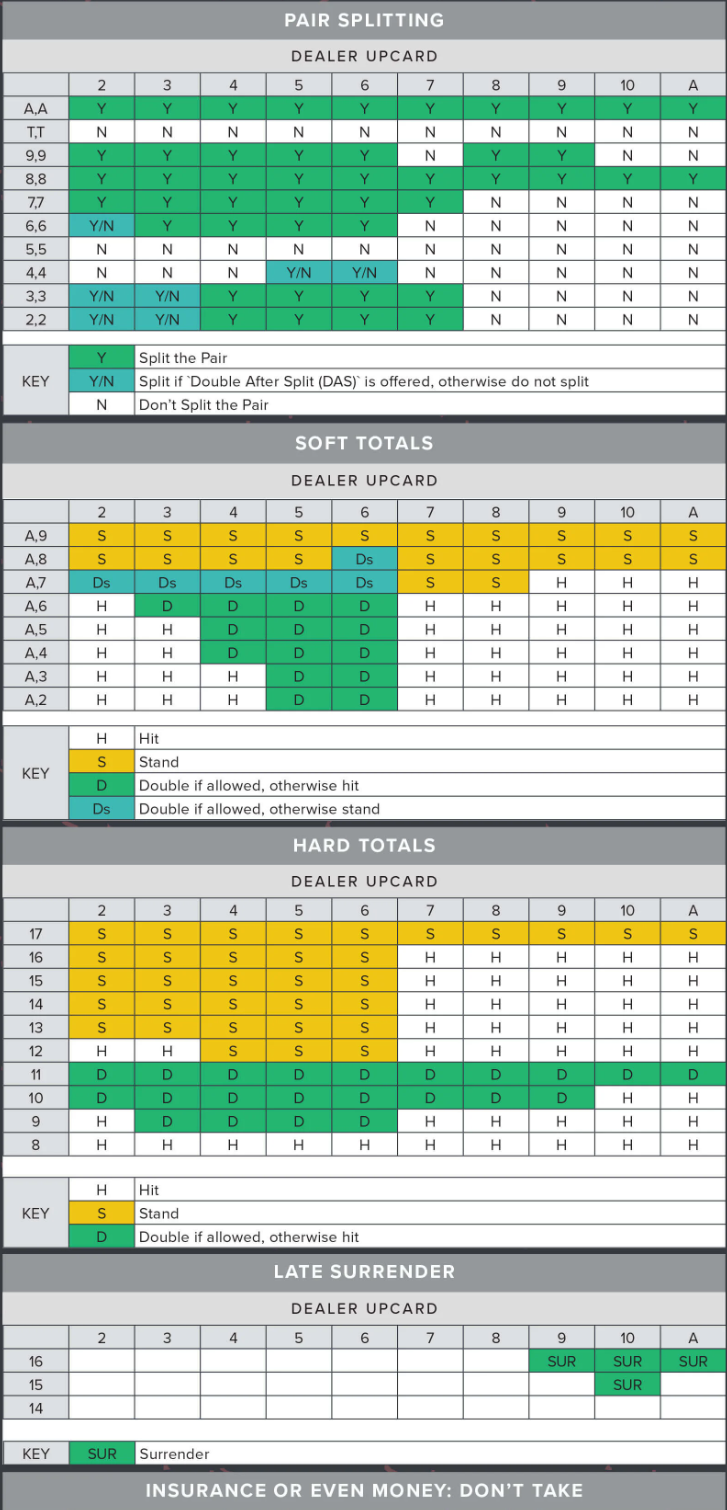 PAIR SPLITTING
DEALER UPCARD
2 3 4 5 6 7 8 9 10 A
A,A Y Y Y Y Y Y Y Y Y Y
T,T N N N N N N N N N N
9,9 Y Y Y Y Y N Y Y N N
8,8 Y Y Y Y Y Y Y Y Y Y
7,7 Y Y Y Y Y Y N N N N
6,6 Y/N Y Y Y Y N N N N N
5,5 N N N N N N N N N N
4,4 N N N Y/N Y/N N N N N N
3,3 Y/N Y/N Y Y Y Y N N N N
2,2 Y/N Y/N Y Y Y Y N N N N
KEY
Y Split the Pair
Y/N Split if `Double After Split (DAS)` is offered, otherwise do not split
N Don't Split the Pair
SOFT TOTALS
DEALER UPCARD
2 3 4 5 6 7 8 9 10 A
A,9 S S S S S S S S S S
A,8 S S S S Ds S S S S S
A,7 Ds Ds Ds Ds Ds S S H H H
A,6 H D D D D H H H H H
A,5 H H D D D H H H H H
A,4 H H D D D H H H H H
A,3 H H H D D H H H H H
A,2 H H H D D H H H H H
KEY
H Hit
S Stand
D Double if allowed, otherwise hit
Ds Double if allowed, otherwise stand
HARD TOTALS
DEALER UPCARD
2 3 4 5 6 7 8 9 10 A
17 S S S S S S S S S S
16 S S S S S H H H H H
15 S S S S S H H H H H
14 S S S S S H H H H H
13 S S S S S H H H H H
12 H H S S S H H H H H
11 D D D D D D D D D D
10 D D D D D D D D H H
9 H D D D D H H H H H
8 H H H H H H H H H H
KEY
H Hit
S Stand
D Double if allowed, otherwise hit
LATE SURRENDER
DEALER UPCARD
2 3 4 5 6 7 8 9 10 A
16 SUR SUR SUR
15 SUR
14
KEY SUR Surrender
INSURANCE OR EVEN MONEY: DON'T TAKE